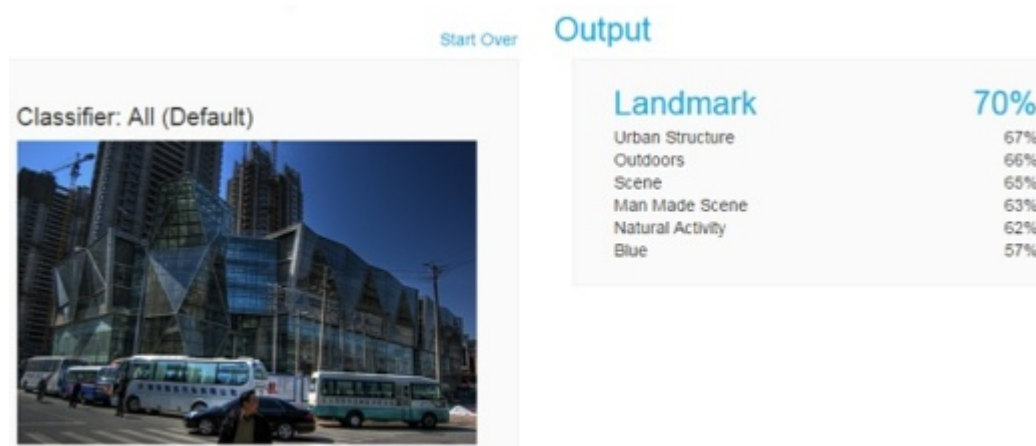 Start Over
Output
Classifier: All (Default)
Landmark 70%
Urban Structure 67%
Outdoors 66%
Scene 65%
Man Made Scene 63%
Natural Activity 62%
Blue 57%